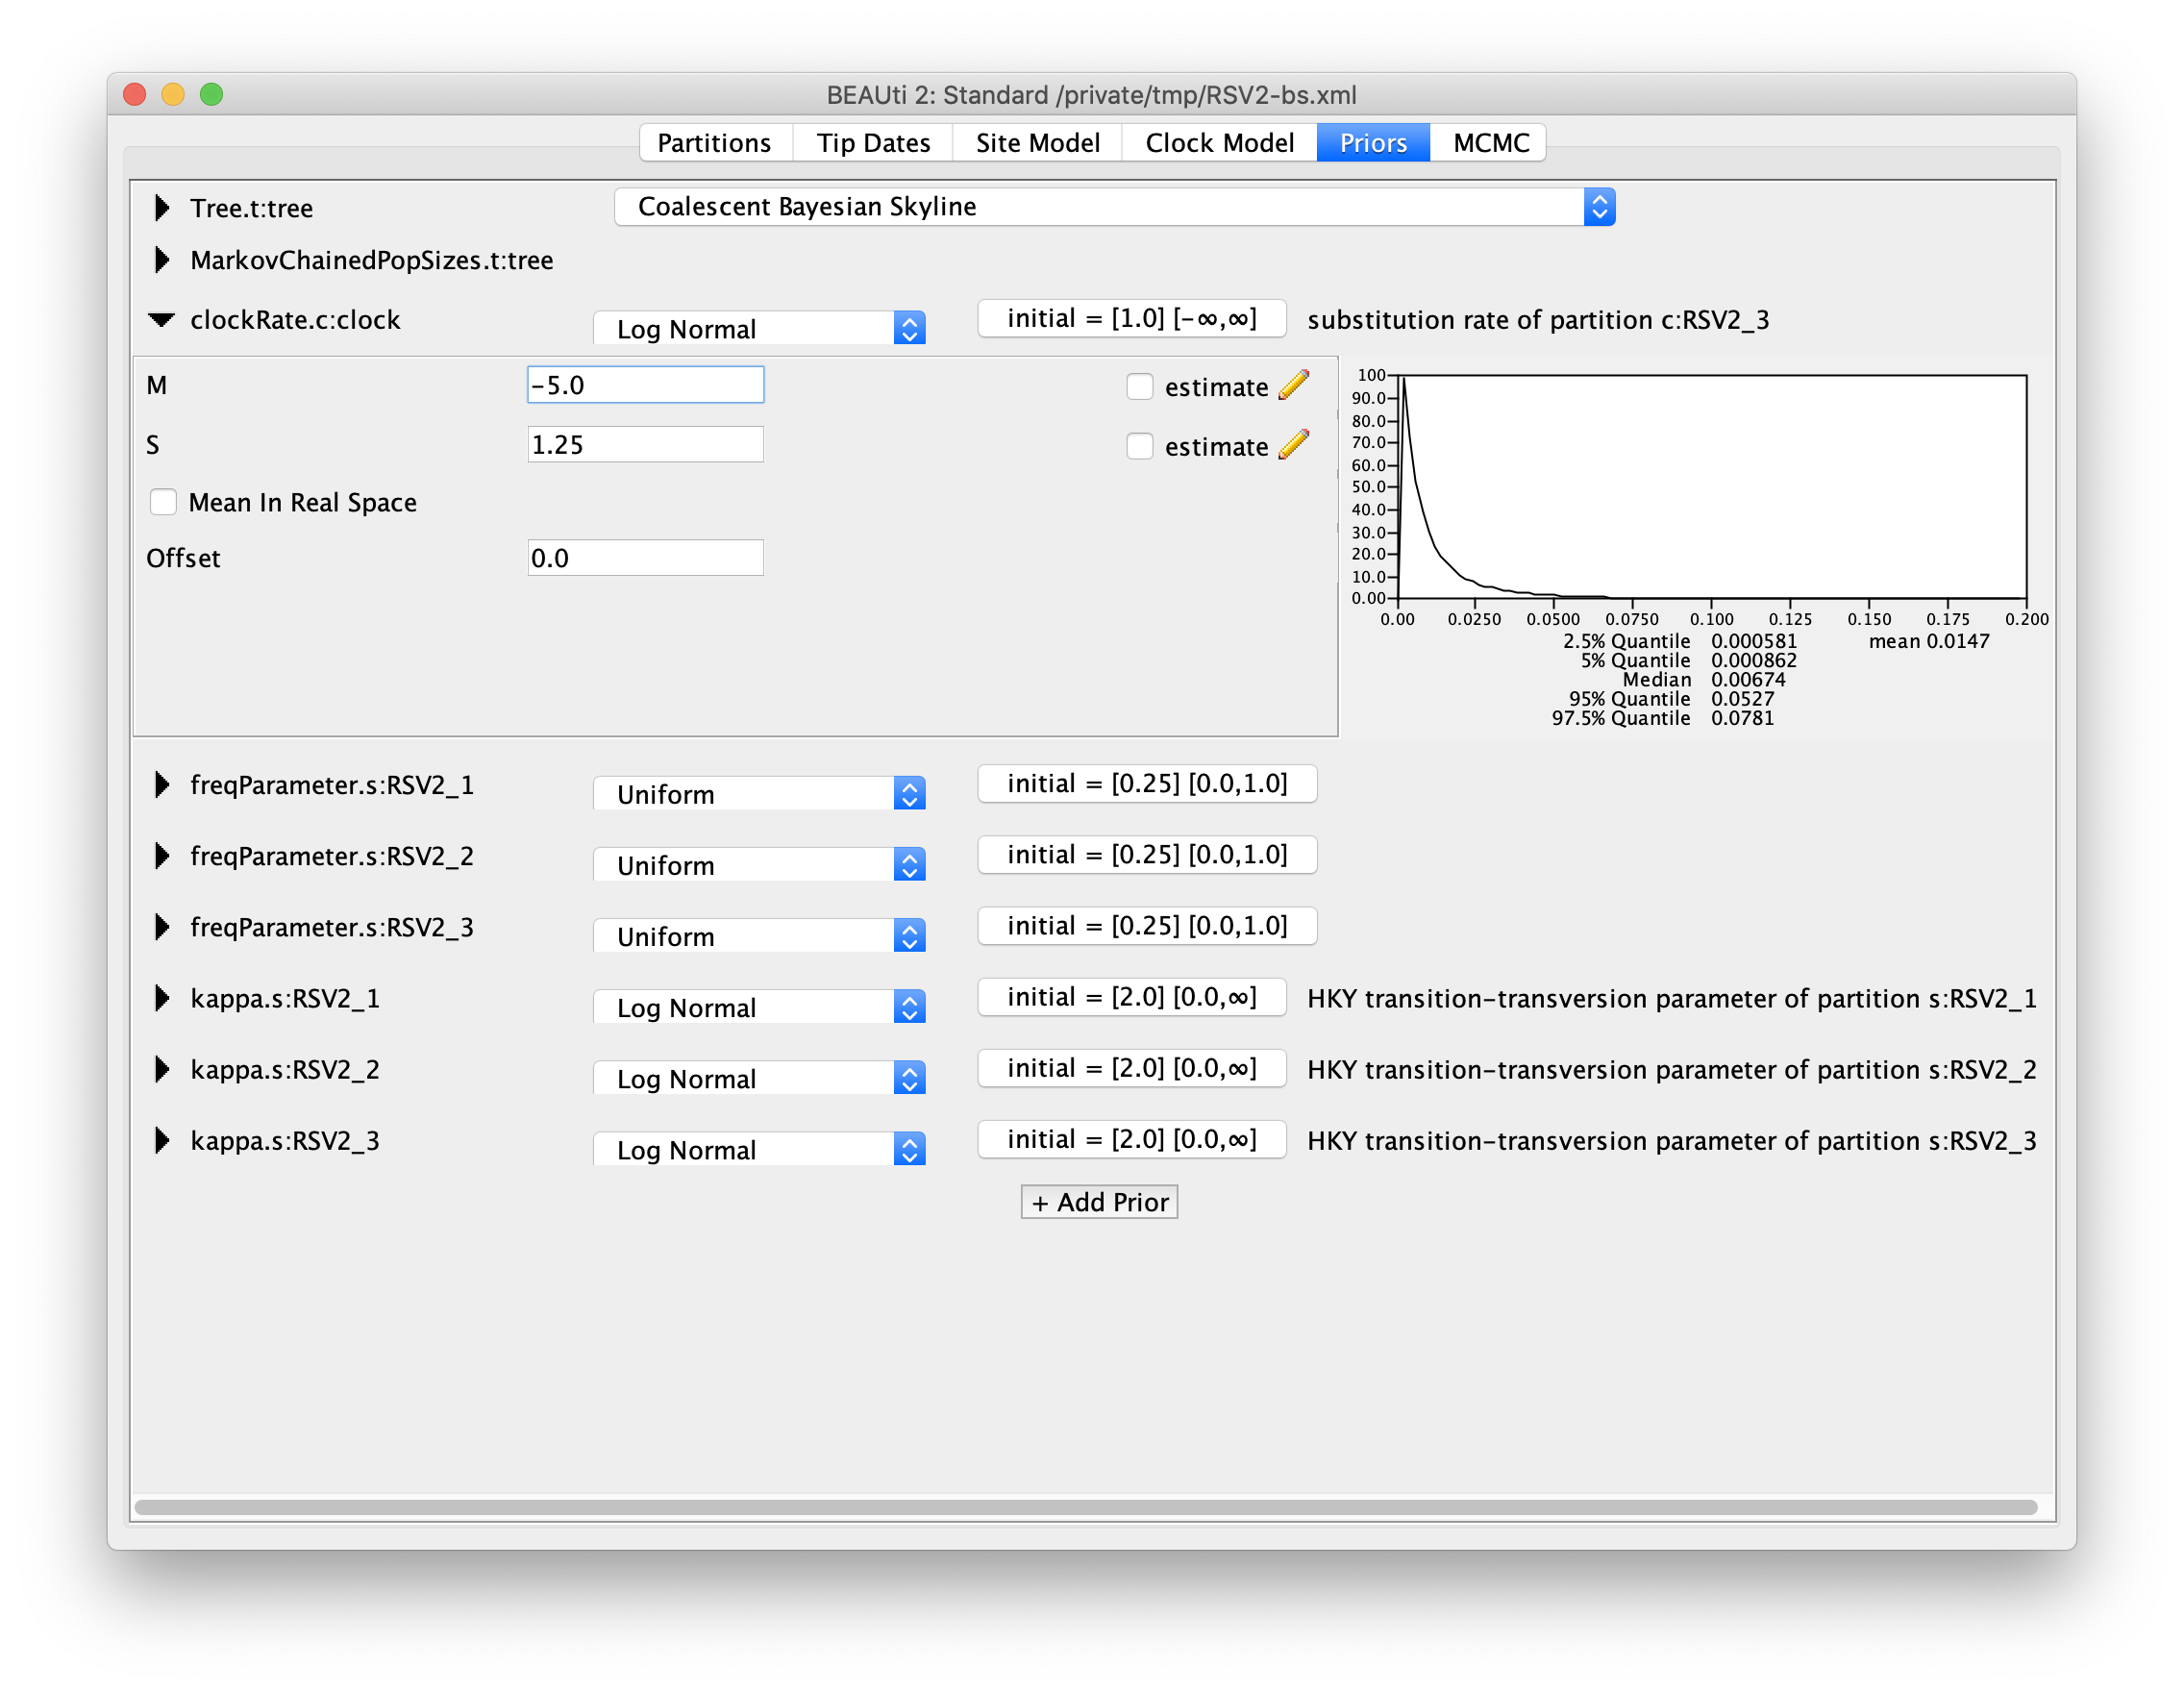 BEAUti 2: Standard /private/tmp/RSV2-bs.xml
Partitions Tip Dates Site Model Clock Model Priors MCMC
Tree.t:tree Coalescent Bayesian Skyline
MarkovChainedPopSizes.t:tree
clockRate.c:clock Log Normal initial = [1.0] [-∞,∞] substitution rate of partition c:RSV2_3
M -5.0 estimate
S 1.25 estimate
Mean In Real Space
Offset 0.0
100
90.0
80.0
70.0
60.0
50.0
40.0
30.0
20.0
10.0
0.00
0.00 0.0250 0.0500 0.0750 0.100 0.125 0.150 0.175 0.200
2.5% Quantile 0.000581 mean 0.0147
5% Quantile 0.000862
Median 0.00674
95% Quantile 0.0527
97.5% Quantile 0.0781
freqParameter.s:RSV2_1 Uniform initial = [0.25] [0.0,1.0]
freqParameter.s:RSV2_2 Uniform initial = [0.25] [0.0,1.0]
freqParameter.s:RSV2_3 Uniform initial = [0.25] [0.0,1.0]
kappa.s:RSV2_1 Log Normal initial = [2.0] [0.0,∞] HKY transition-transversion parameter of partition s:RSV2_1
kappa.s:RSV2_2 Log Normal initial = [2.0] [0.0,∞] HKY transition-transversion parameter of partition s:RSV2_2
kappa.s:RSV2_3 Log Normal initial = [2.0] [0.0,∞] HKY transition-transversion parameter of partition s:RSV2_3
+ Add Prior